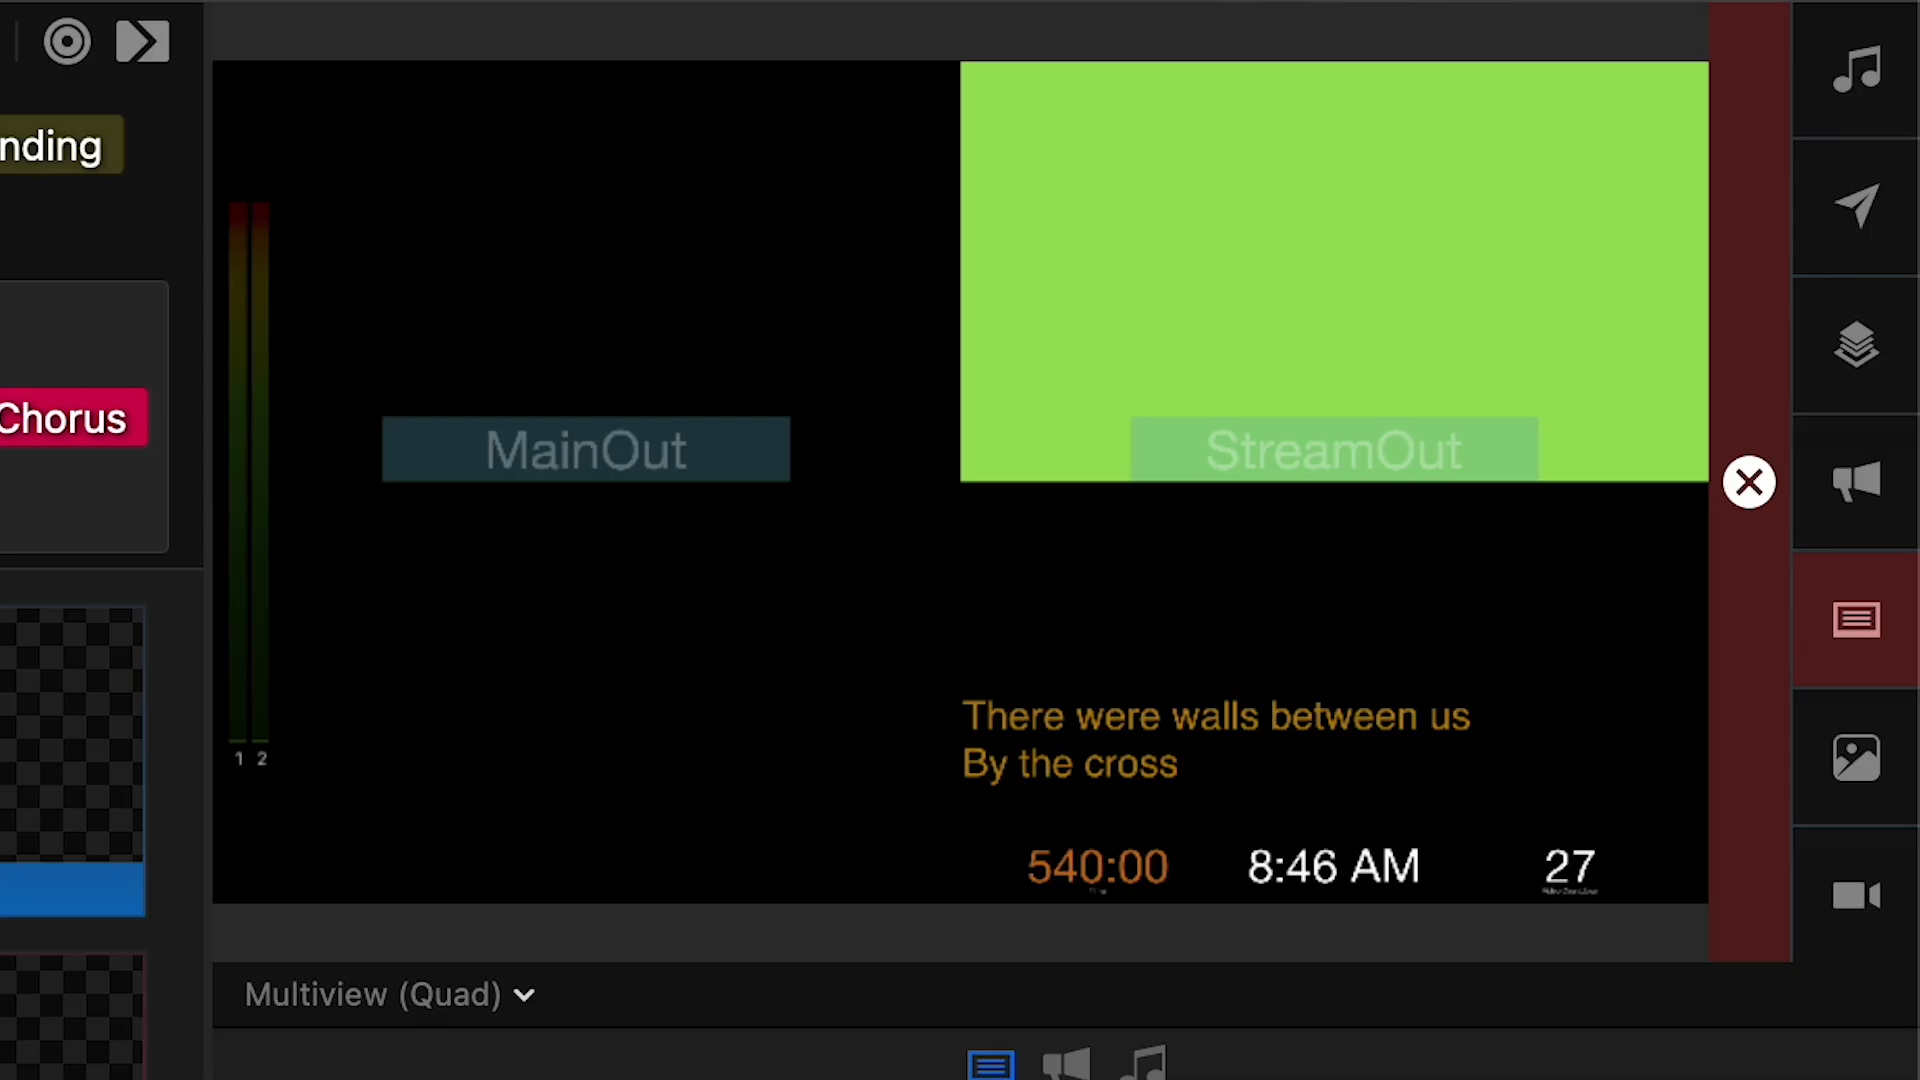 nding
Chorus
MainOut
StreamOut
1 2
There were walls between us
By the cross
540:00
8:46 AM
27
Multiview (Quad)